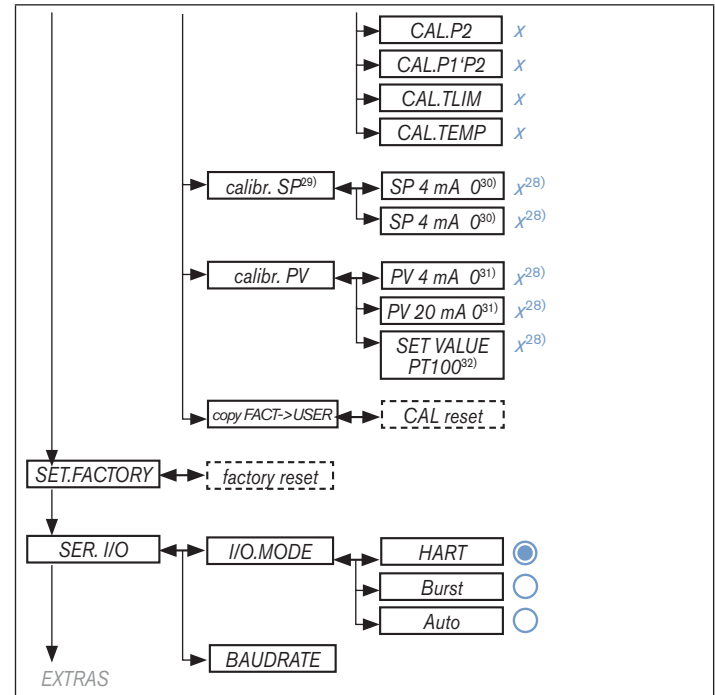 CAL.P2 x
CAL.P1‘P2 x
CAL.TLIM x
CAL.TEMP x
calibr. SP29) SP 4 mA 030) x28)
SP 4 mA 030) x28)
calibr. PV PV 4 mA 031) x28)
PV 20 mA 031) x28)
SET VALUE x28)
PT10032)
copy FACT->USER CAL reset
SET.FACTORY factory reset
SER. I/O I/O.MODE HART
Burst
Auto
BAUDRATE
EXTRAS